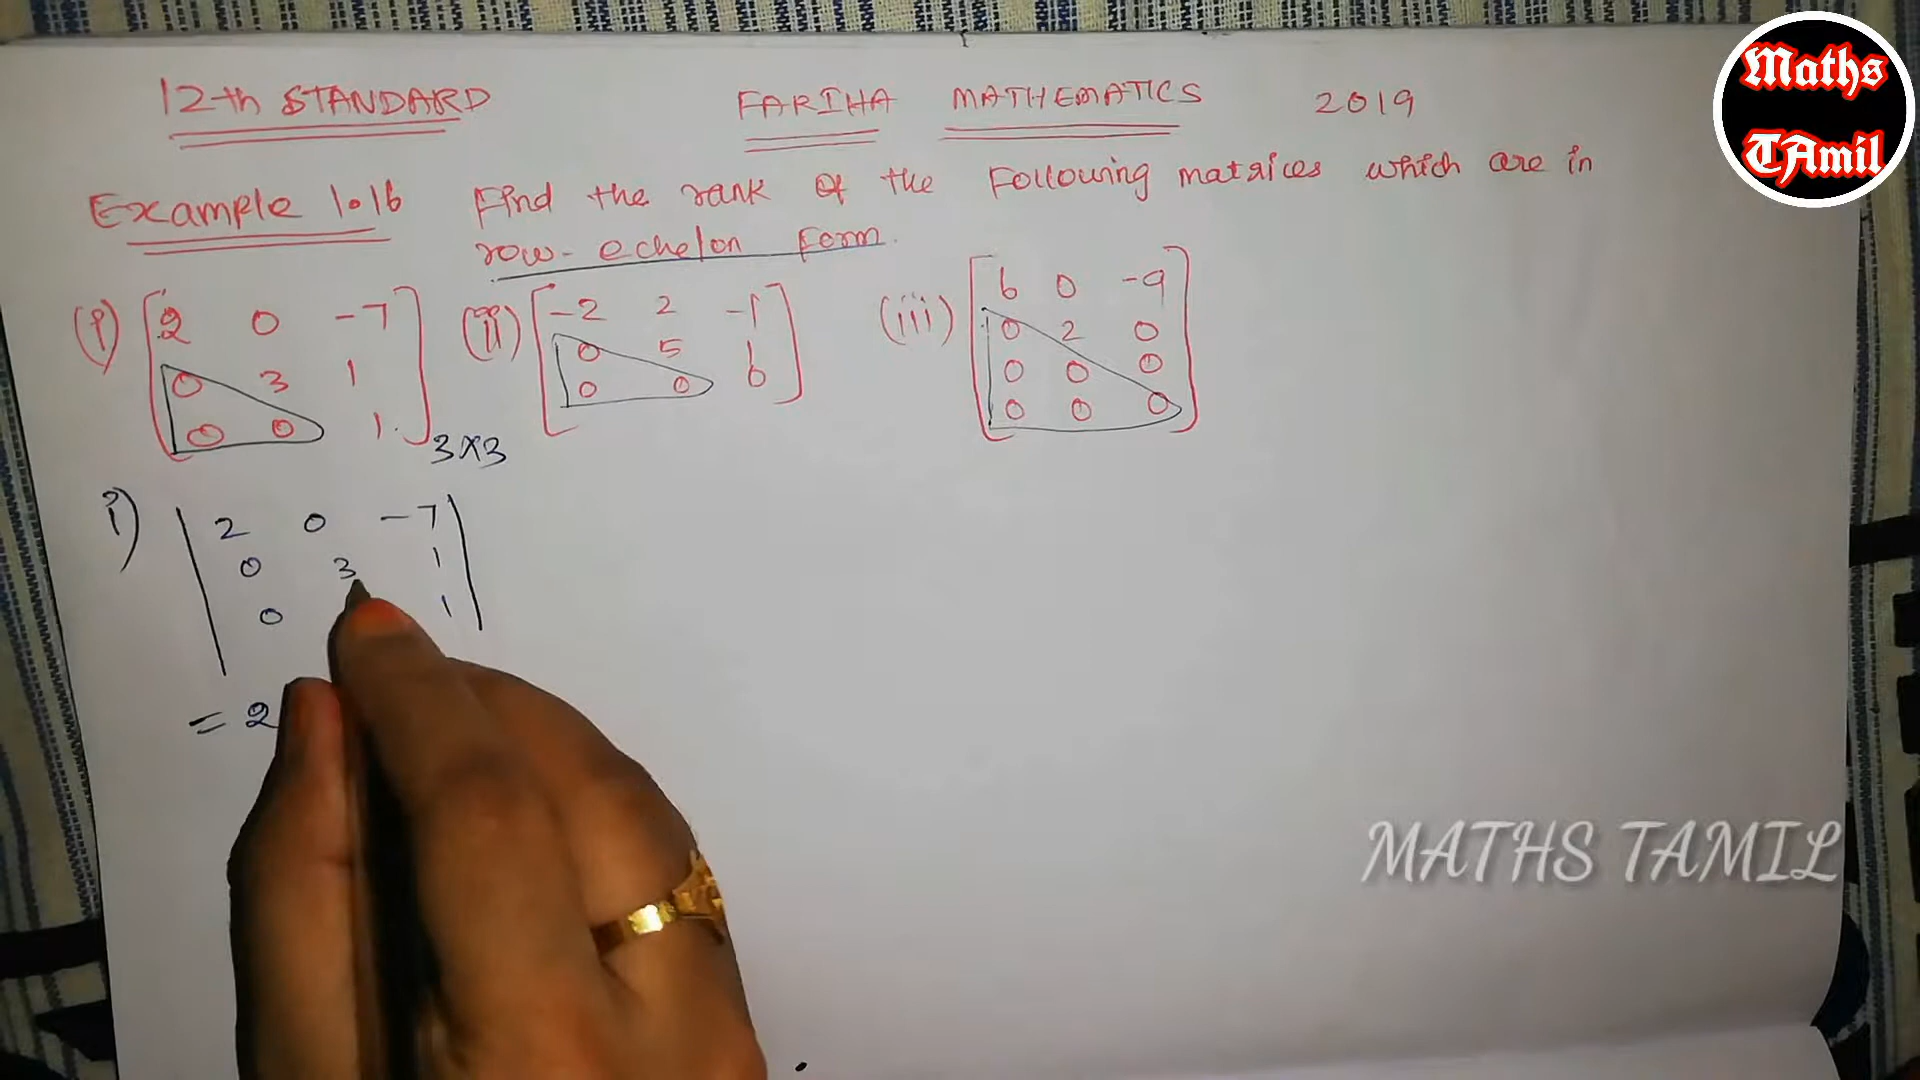 Maths
TAmil
12th STANDARD FARIHA MATHEMATICS 2019
Example 1.16 Find the rank of the following matrices which are in
row-echelon form.
(i) [2 0 -7] (ii) [-2 2 -1] (iii) [6 0 -9]
0 3 1 0 5 1 0 2 0
0 0 1. 0 0 6 0 0 0
0 0 0
3×3
i) | 2 0 -7 |
0 3 1
0 1
= 2
MATHS TAMIL